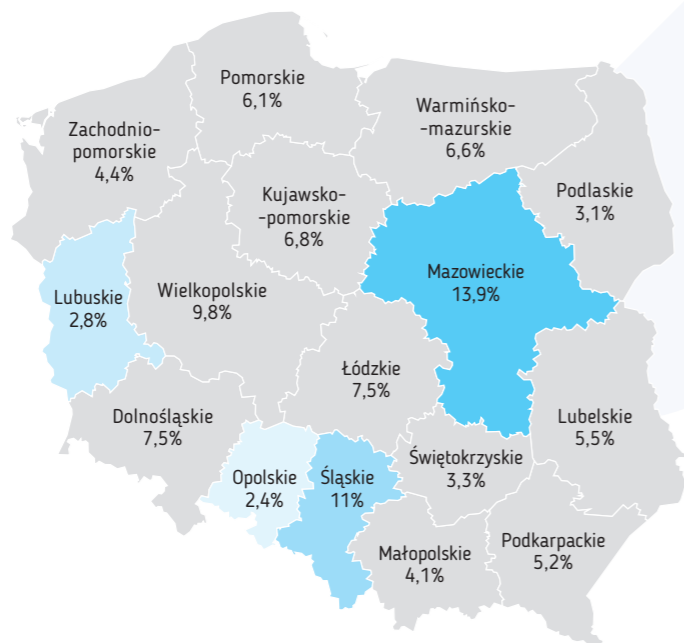 Pomorskie
6,1%
Warmińsko-
-mazurskie
6,6%
Zachodnio-
pomorskie
4,4%
Podlaskie
3,1%
Kujawsko-
-pomorskie
6,8%
Mazowieckie
13,9%
Lubuskie
2,8%
Wielkopolskie
9,8%
Łódzkie
7,5%
Dolnośląskie
7,5%
Lubelskie
5,5%
Opolskie
2,4%
Śląskie
11%
Świętokrzyskie
3,3%
Małopolskie
4,1%
Podkarpackie
5,2%